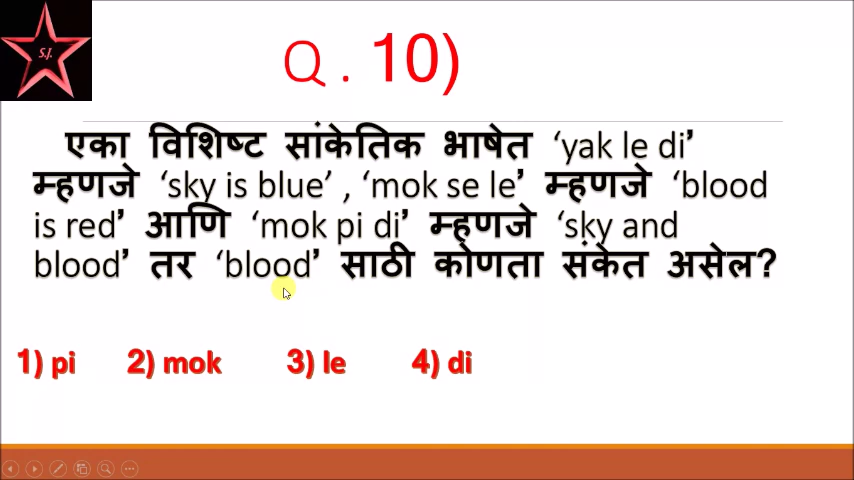 S.J.
Q . 10)
एका विशिष्ट सांकेतिक भाषेत ‘yak le di’
म्हणजे ‘sky is blue’ , ‘mok se le’ म्हणजे ‘blood
is red’ आणि ‘mok pi di’ म्हणजे ‘sky and
blood’ तर ‘blood’ साठी कोणता संकेत असेल?
1) pi 2) mok 3) le 4) di